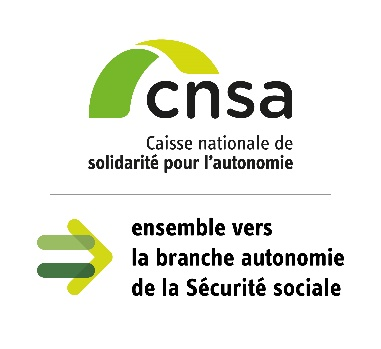 cnsa
Caisse nationale de
solidarité pour l'autonomie
ensemble vers
la branche autonomie
de la Sécurité sociale